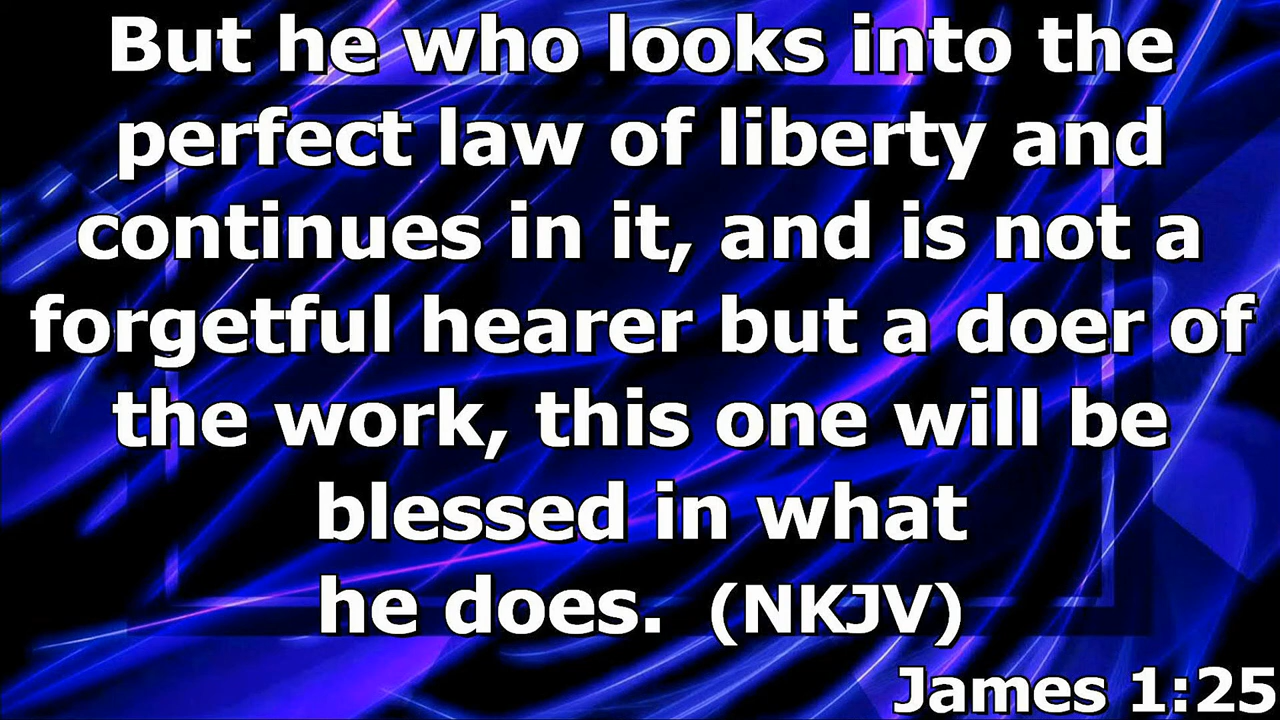 But he who looks into the
perfect law of liberty and
continues in it, and is not a
forgetful hearer but a doer of
the work, this one will be
blessed in what
he does. (NKJV)
James 1:25